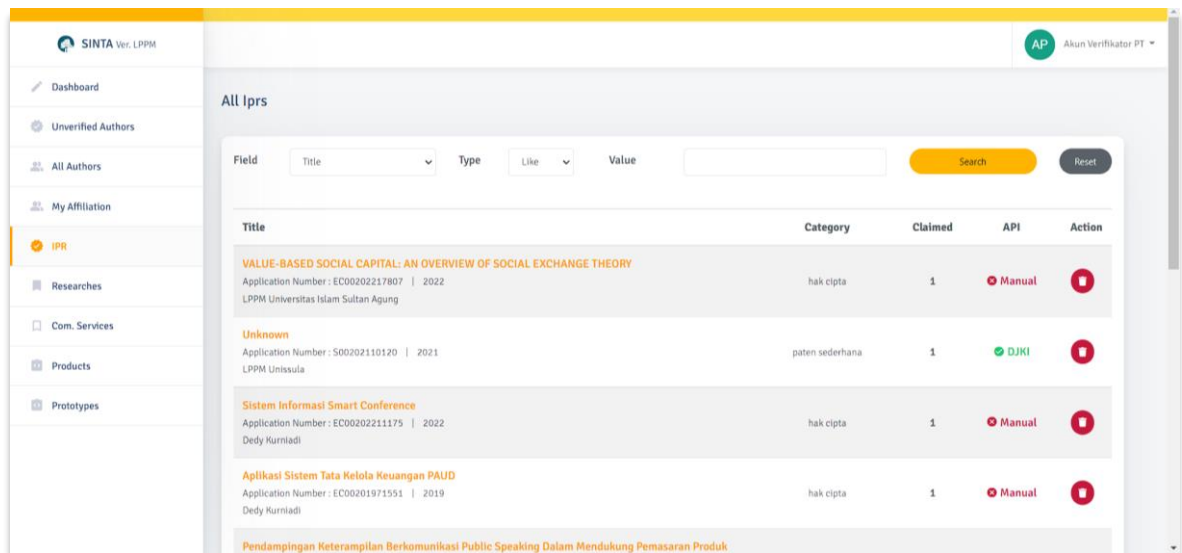 SINTA Ver. LPPM
AP Akun Verifikator PT
Dashboard
Unverified Authors
All Authors
My Affiliation
IPR
Researches
Com. Services
Products
Prototypes
All Iprs
Field Title Type Like Value Search Reset
Title Category Claimed API Action
VALUE-BASED SOCIAL CAPITAL: AN OVERVIEW OF SOCIAL EXCHANGE THEORY
Application Number : EC00202217807 | 2022 hak cipta 1 Manual
LPPM Universitas Islam Sultan Agung
Unknown
Application Number : S00202110120 | 2021 paten sederhana 1 DJKI
LPPM Unissula
Sistem Informasi Smart Conference
Application Number : EC00202211175 | 2022 hak cipta 1 Manual
Dedy Kurniadi
Aplikasi Sistem Tata Kelola Keuangan PAUD
Application Number : EC00201971551 | 2019 hak cipta 1 Manual
Dedy Kurniadi
Pendampingan Keterampilan Berkomunikasi Public Speaking Dalam Mendukung Pemasaran Produk